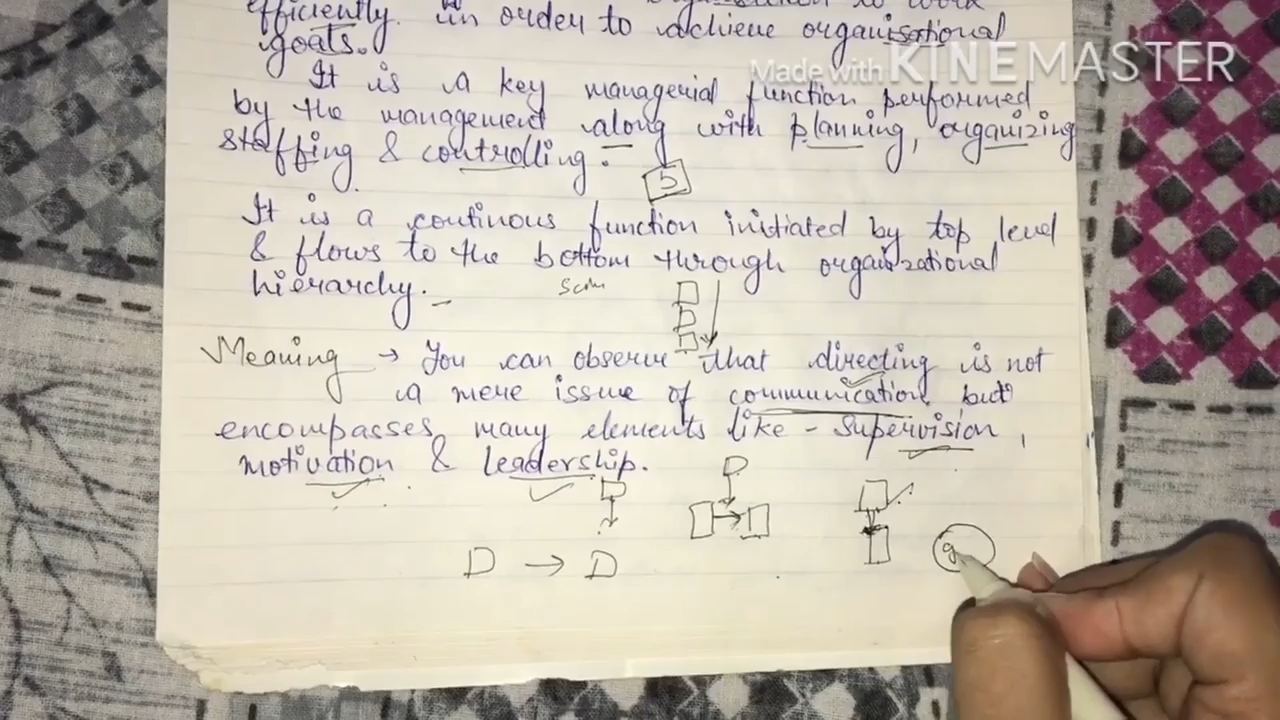 efficiently in order to achieve organisational
goals.
Made with KINEMASTER
It is a key managerial function performed
by the management along with planning, organizing
staffing & controlling.
5
It is a continous function initiated by top level
& flows to the bottom through organizational
hierarchy.
Meaning → You can observe that directing is not
a mere issue of communication but
encompasses many elements like - supervision,
motivation & leadership.
D → D